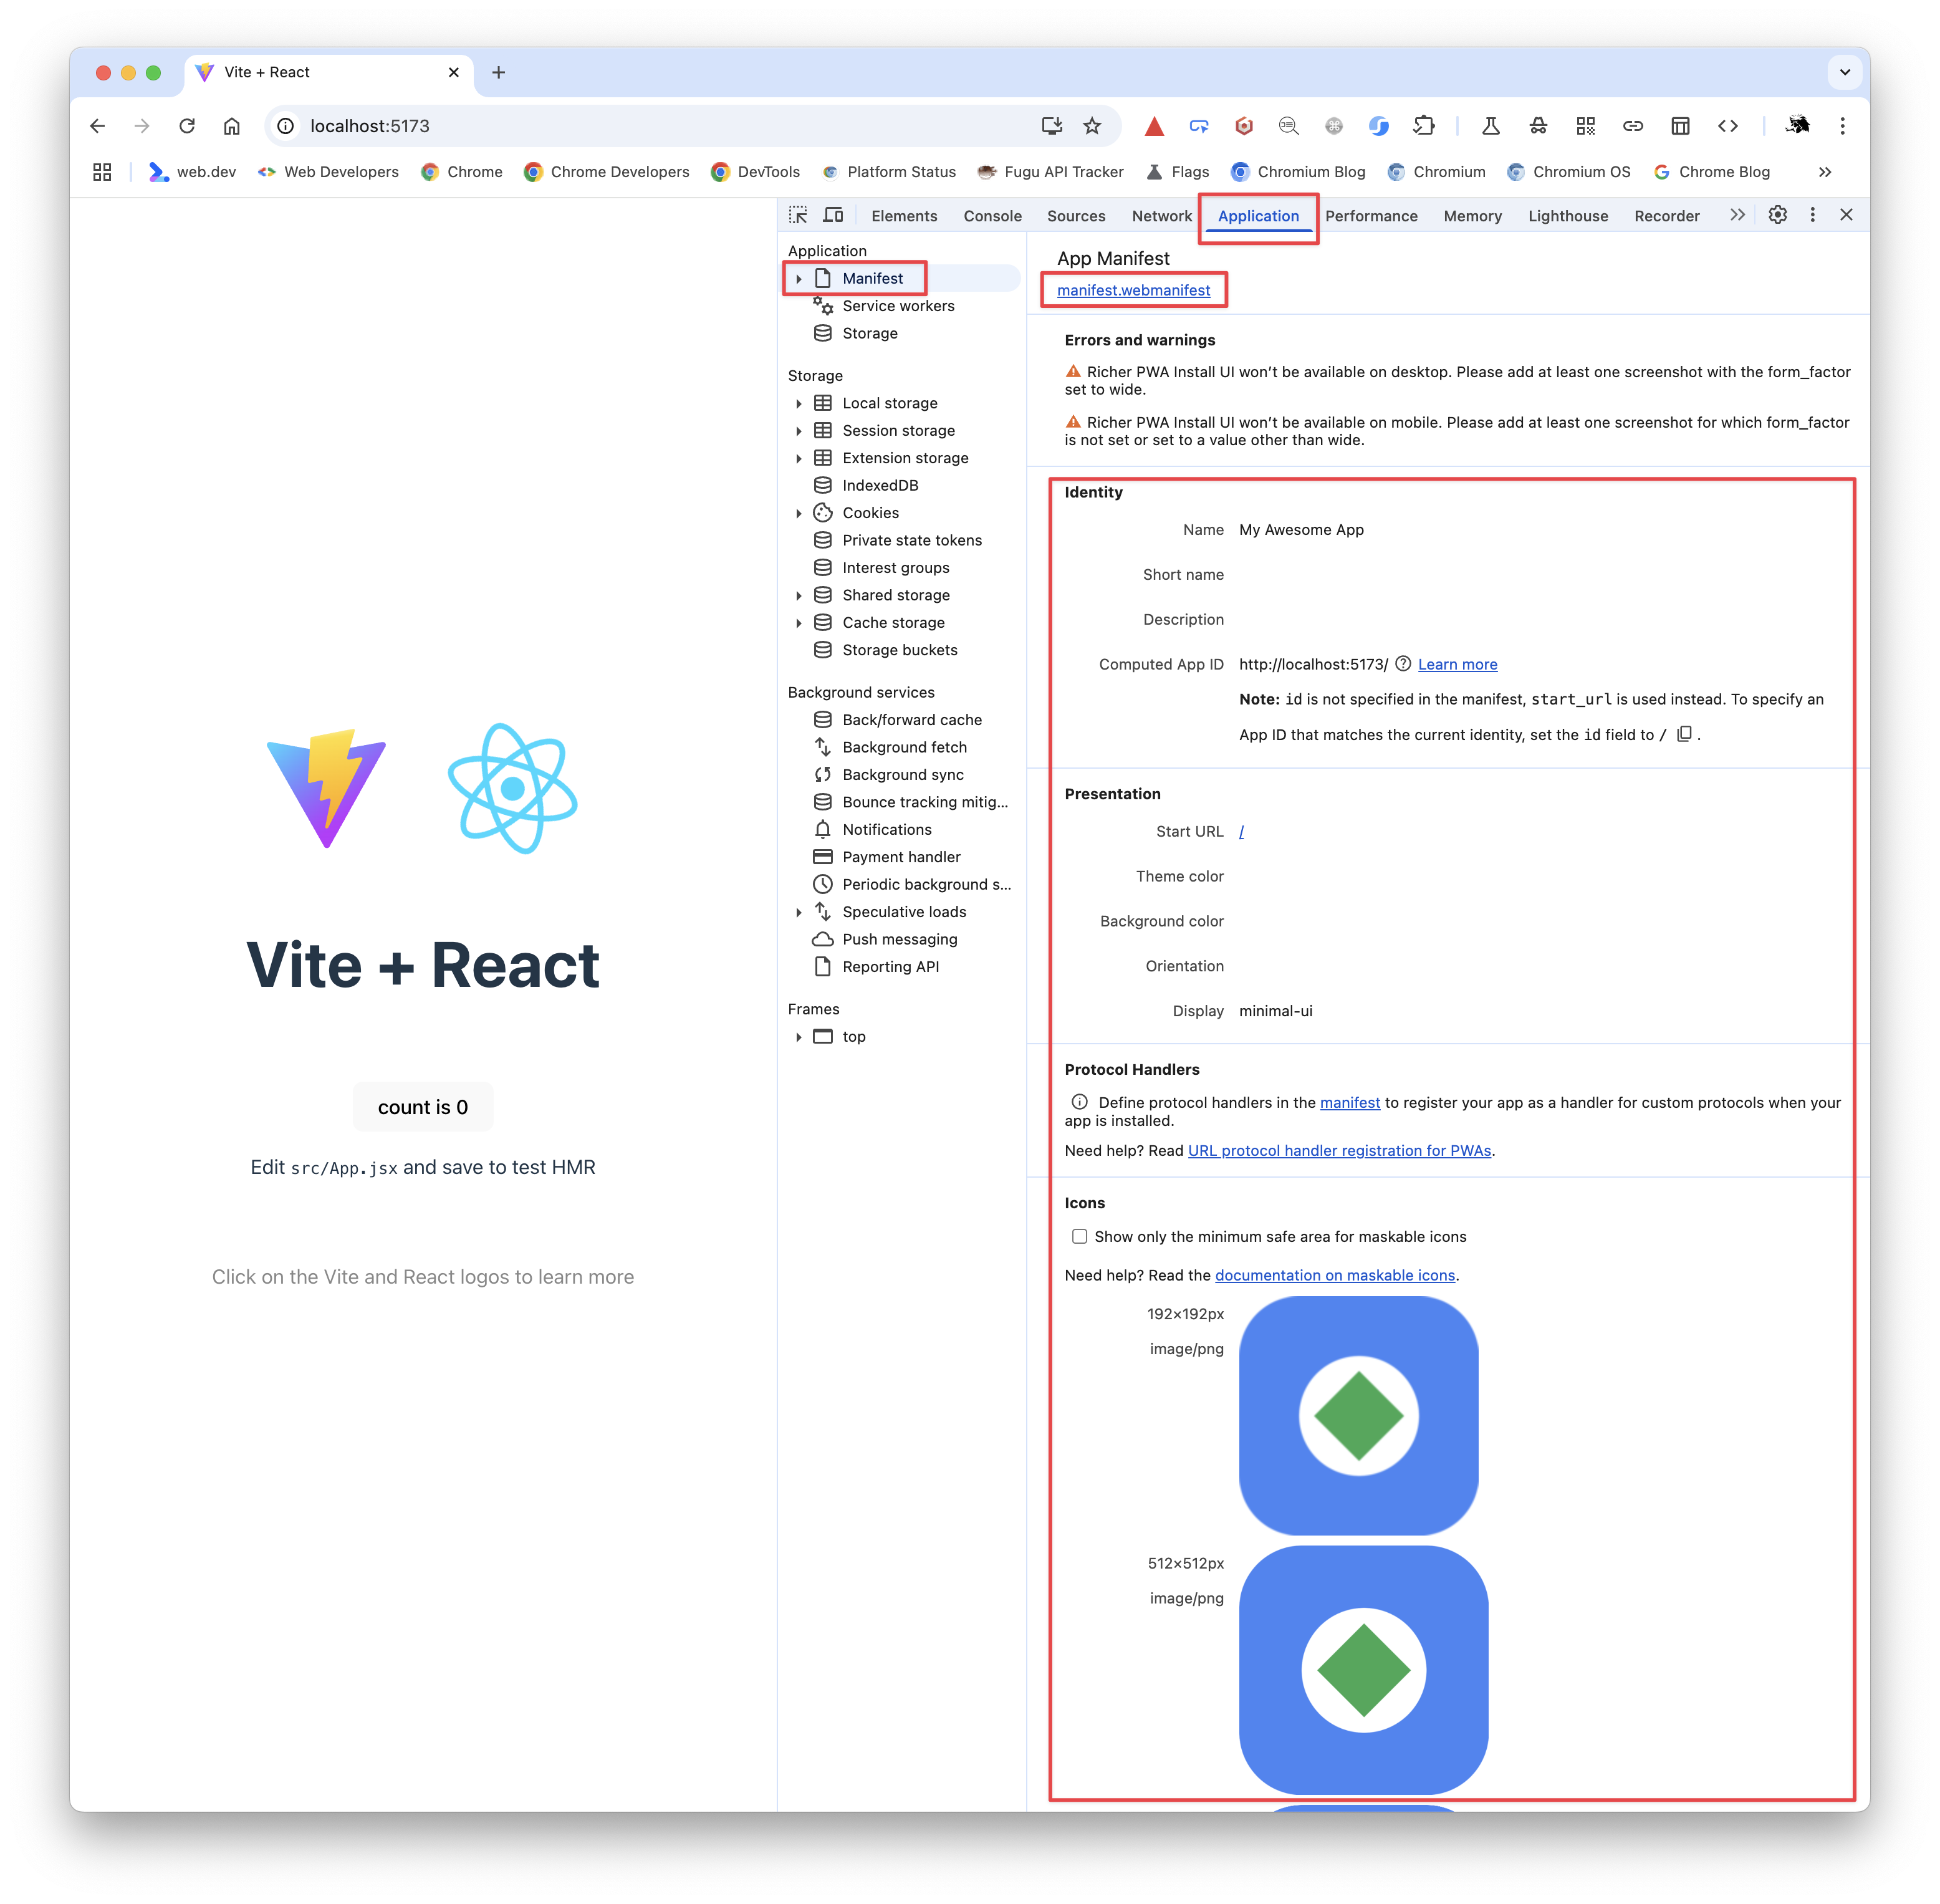 Vite + React
localhost:5173
web.dev
Web Developers
Chrome
Chrome Developers
DevTools
Platform Status
Fugu API Tracker
Flags
Chromium Blog
Chromium
Chromium OS
Chrome Blog
Vite + React
count is 0
Edit src/App.jsx and save to test HMR
Click on the Vite and React logos to learn more
Elements
Console
Sources
Network
Application
Performance
Memory
Lighthouse
Recorder
Application
Manifest
Service workers
Storage
Storage
Local storage
Session storage
Extension storage
IndexedDB
Cookies
Private state tokens
Interest groups
Shared storage
Cache storage
Storage buckets
Background services
Back/forward cache
Background fetch
Background sync
Bounce tracking mitig...
Notifications
Payment handler
Periodic background s...
Speculative loads
Push messaging
Reporting API
Frames
top
App Manifest
manifest.webmanifest
Errors and warnings
Richer PWA Install UI won’t be available on desktop. Please add at least one screenshot with the form_factor
set to wide.
Richer PWA Install UI won’t be available on mobile. Please add at least one screenshot for which form_factor
is not set or set to a value other than wide.
Identity
Name My Awesome App
Short name
Description
Computed App ID http://localhost:5173/ Learn more
Note: id is not specified in the manifest, start_url is used instead. To specify an
App ID that matches the current identity, set the id field to / .
Presentation
Start URL /
Theme color
Background color
Orientation
Display minimal-ui
Protocol Handlers
Define protocol handlers in the manifest to register your app as a handler for custom protocols when your
app is installed.
Need help? Read URL protocol handler registration for PWAs.
Icons
Show only the minimum safe area for maskable icons
Need help? Read the documentation on maskable icons.
192×192px
image/png
512×512px
image/png